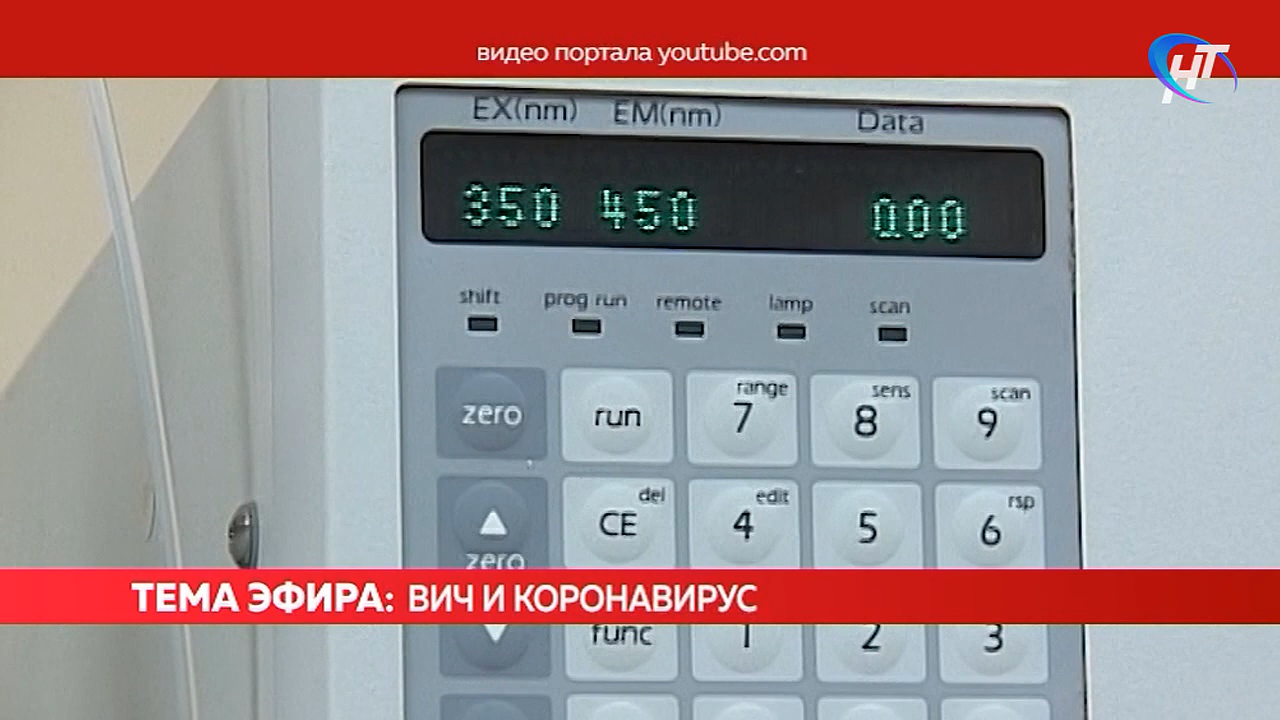 видео портала youtube.com
НТ
EX(nm) EM(nm) Data
350 450 0.00
shift prog run remote lamp scan
zero run range 7 sens 8 scan 9
CE del 4 edit 5 6 rsp
zero
ТЕМА ЭФИРА: ВИЧ И КОРОНАВИРУС
func 1 2 3